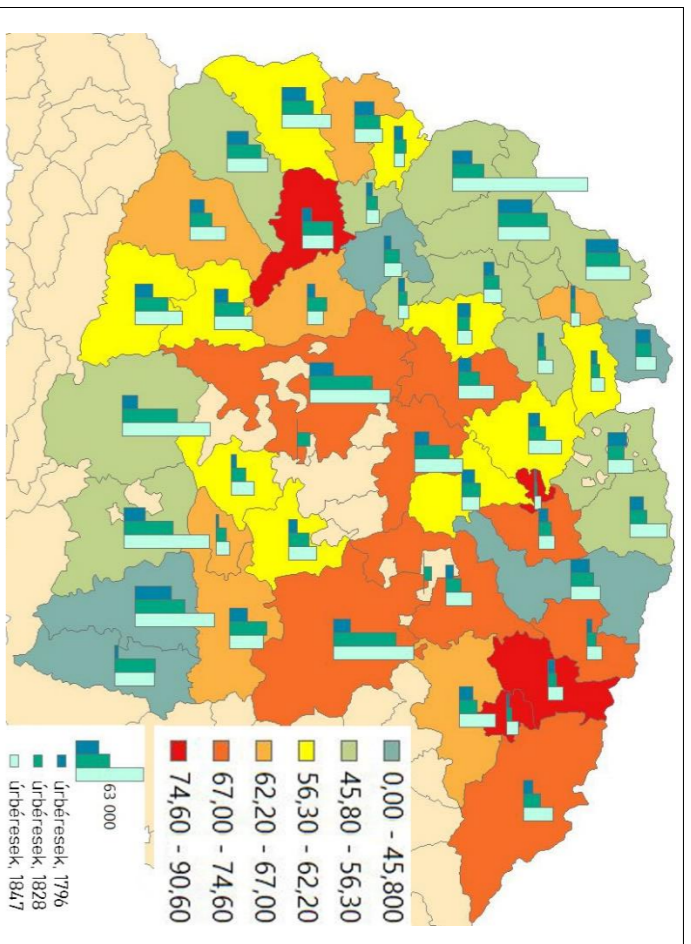 0,00 - 45,800
45,80 - 56,30
56,30 - 62,20
62,20 - 67,00
67,00 - 74,60
74,60 - 90,60
63 000
úrbéresek, 1796
úrbéresek, 1828
úrbéresek, 1847